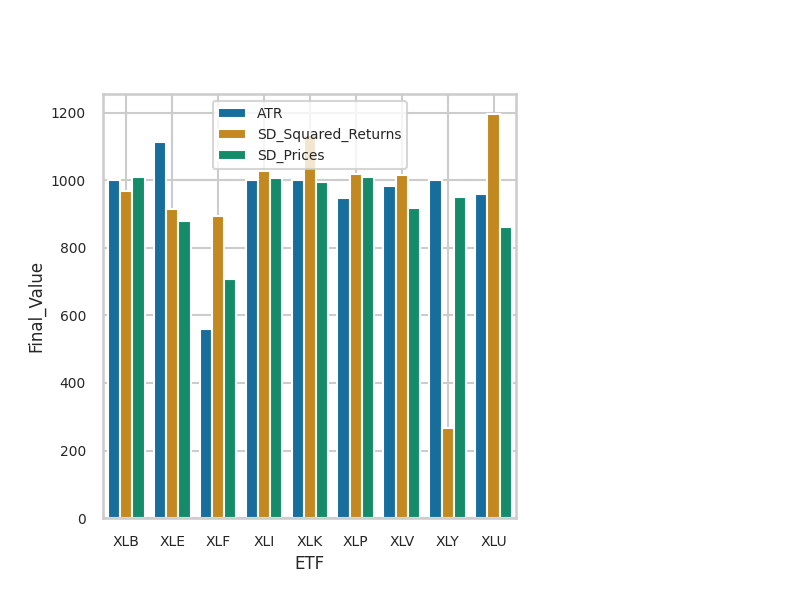 ATR
SD_Squared_Returns
SD_Prices
1200
1000
800
600
400
200
0
Final_Value
XLB XLE XLF XLI XLK XLP XLV XLY XLU
ETF